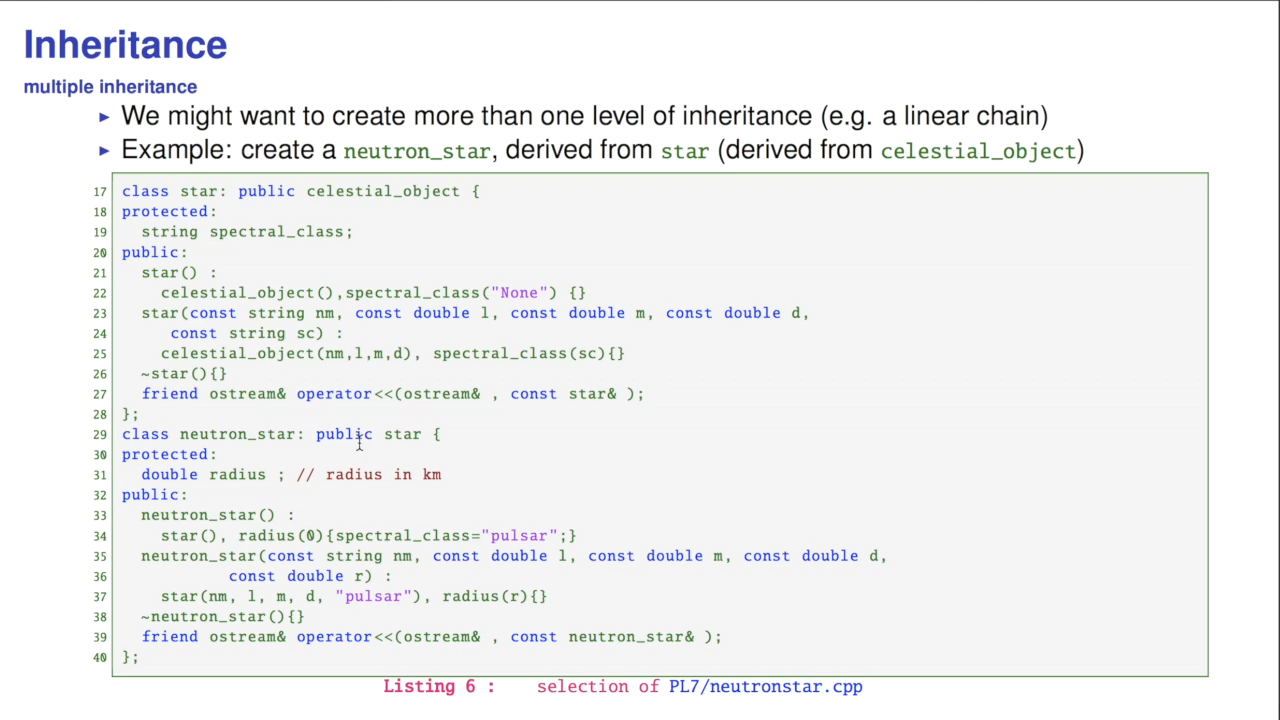 Inheritance
multiple inheritance
▶ We might want to create more than one level of inheritance (e.g. a linear chain)
▶ Example: create a neutron_star, derived from star (derived from celestial_object)
17 class star: public celestial_object {
18 protected:
19   string spectral_class;
20 public:
21   star() :
22     celestial_object(),spectral_class("None") {}
23   star(const string nm, const double l, const double m, const double d,
24      const string sc) :
25     celestial_object(nm,l,m,d), spectral_class(sc){}
26   ~star(){}
27   friend ostream& operator<<(ostream& , const star& );
28 };
29 class neutron_star: public star {
30 protected:
31   double radius ; // radius in km
32 public:
33   neutron_star() :
34     star(), radius(0){spectral_class="pulsar";}
35   neutron_star(const string nm, const double l, const double m, const double d,
36            const double r) :
37     star(nm, l, m, d, "pulsar"), radius(r){}
38   ~neutron_star(){}
39   friend ostream& operator<<(ostream& , const neutron_star& );
40 };
Listing 6 : selection of PL7/neutronstar.cpp